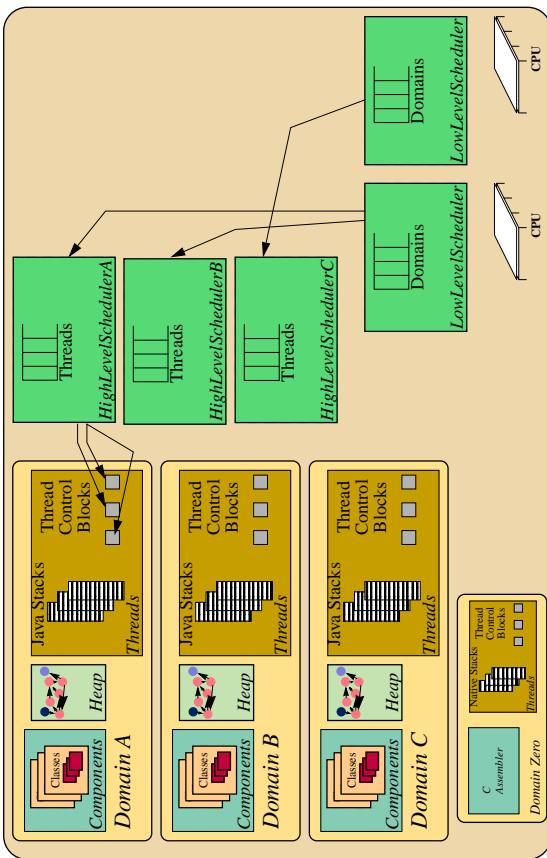 Classes
Components
Heap
Java Stacks
Thread
Control
Blocks
Threads
Domain A
Threads
HighLevelSchedulerA
Classes
Components
Heap
Java Stacks
Thread
Control
Blocks
Threads
Domain B
Threads
HighLevelSchedulerB
Classes
Components
Heap
Java Stacks
Thread
Control
Blocks
Threads
Domain C
Threads
HighLevelSchedulerC
Domains
LowLevelScheduler
CPU
Domains
LowLevelScheduler
CPU
C
Assembler
Native Stacks
Thread
Control
Blocks
Threads
Domain Zero